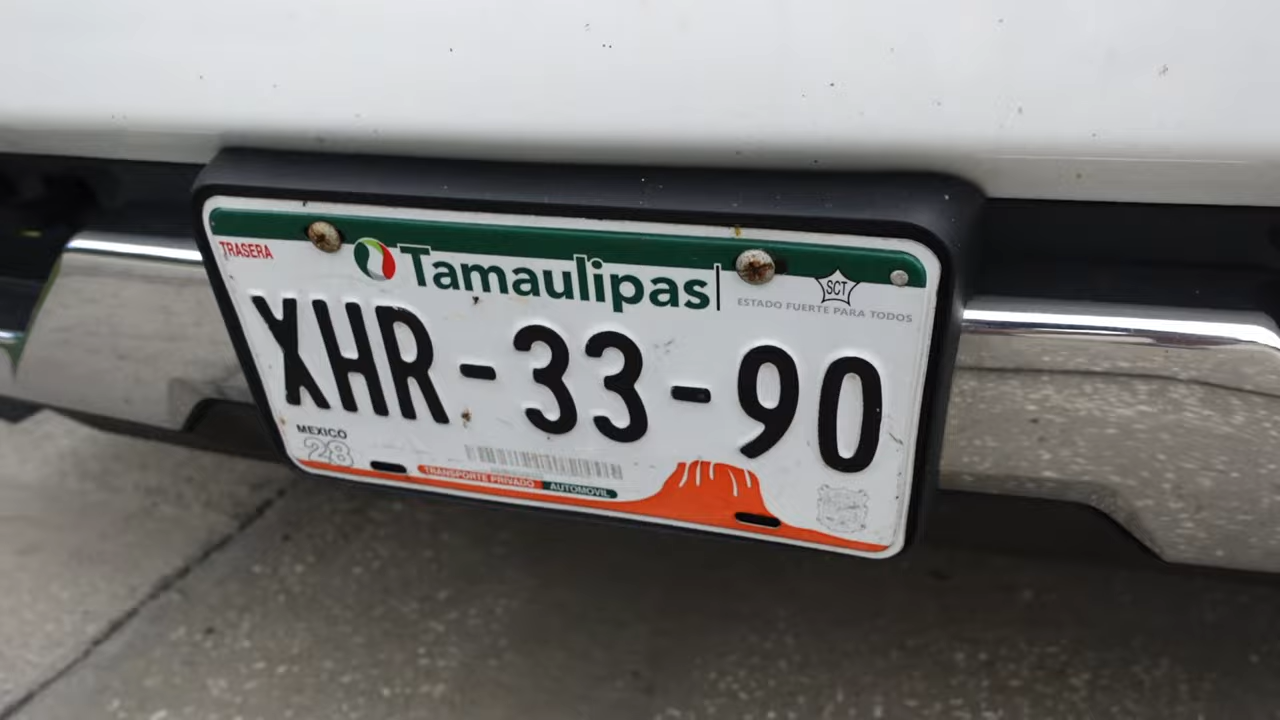 TRASERA
Tamaulipas
SCT
ESTADO FUERTE PARA TODOS
XHR-33-90
MEXICO
28
TRANSPORTE PRIVADO AUTOMOVIL